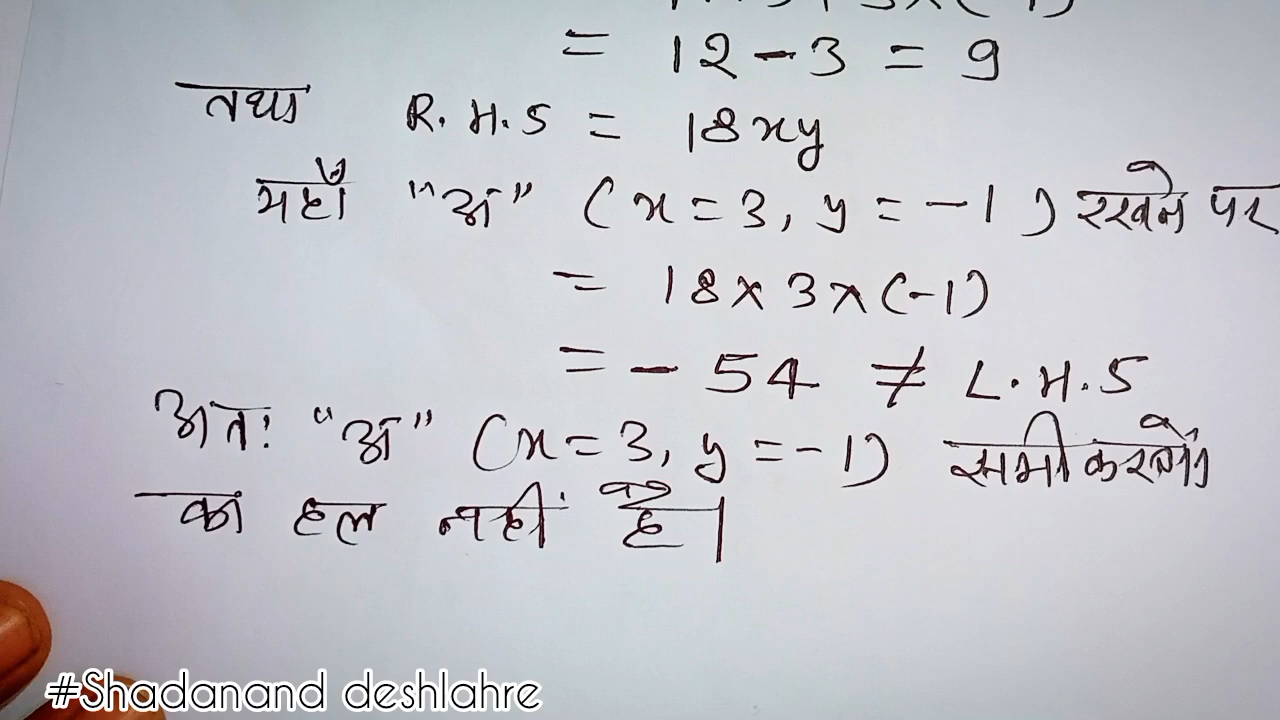 = 12 - 3 = 9
तथा R.H.S = 18xy
यहाँ "अ" (x = 3, y = -1) रखने पर
= 18 x 3 x (-1)
= - 54 ≠ L.H.S
अतः "अ" (x = 3, y = -1) समीकरणों
का हल नहीं है।
#Shadanand deshlahre